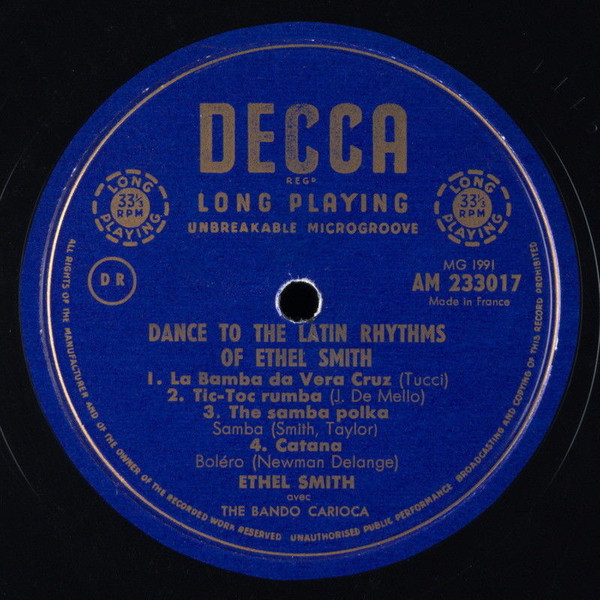 DECCA
REGD
LONG PLAYING
UNBREAKABLE MICROGROOVE
LONG
33⅓
RPM
PLAYING
LONG
33⅓
RPM
PLAYING
D R
MG 1991
AM 233017
Made in France
DANCE TO THE LATIN RHYTHMS
OF ETHEL SMITH
1. La Bamba da Vera Cruz (Tucci)
2. Tic-Toc rumba (J. De Mello)
3. The samba polka
Samba (Smith, Taylor)
4. Catana
Boléro (Newman Delange)
ETHEL SMITH
avec
THE BANDO CARIOCA
ALL RIGHTS OF THE MANUFACTURER AND OF THE OWNER OF THE RECORDED WORK RESERVED UNAUTHORISED PUBLIC PERFORMANCE BROADCASTING AND COPYING OF THIS RECORD PROHIBITED